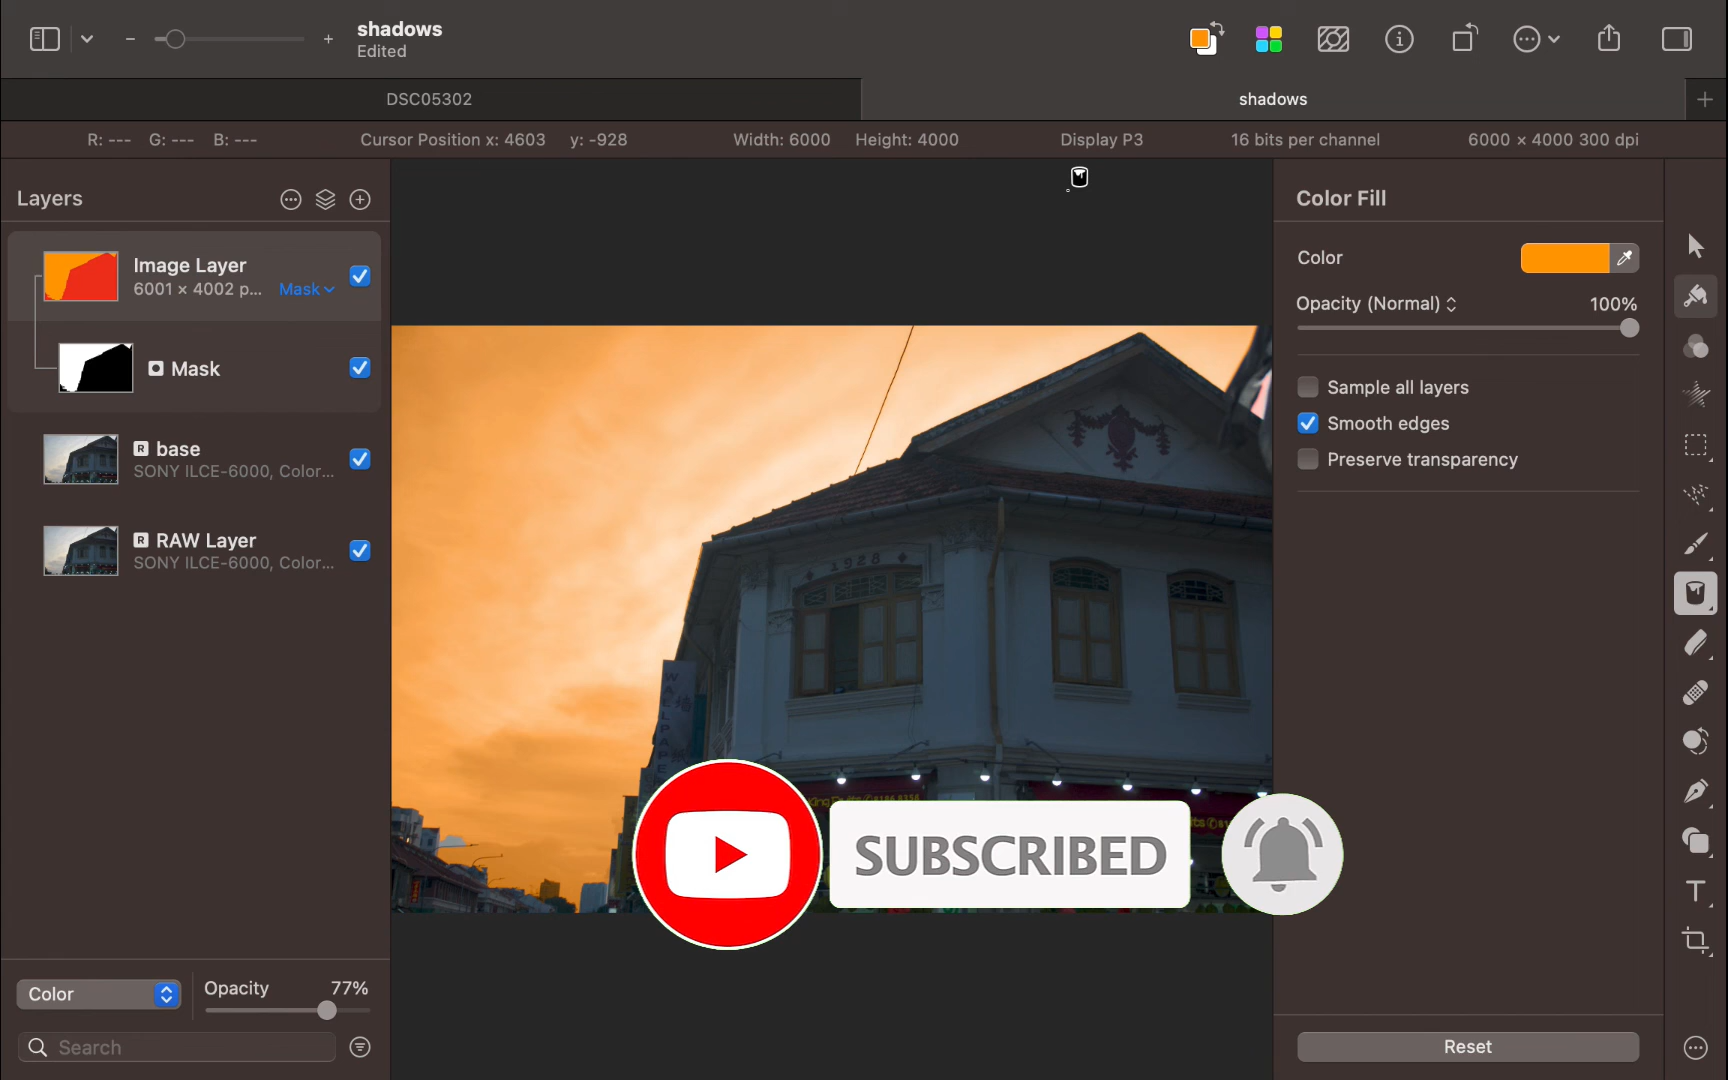 shadows
Edited
DSC05302
shadows
R: --- G: --- B: ---
Cursor Position x: 4603 y: -928
Width: 6000 Height: 4000
Display P3
16 bits per channel
6000 × 4000 300 dpi
Layers
Image Layer
6001 × 4002 p... Mask
Mask
R base
SONY ILCE-6000, Color...
R RAW Layer
SONY ILCE-6000, Color...
Color
Opacity 77%
Search
1928
SUBSCRIBED
Color Fill
Color
Opacity (Normal) 100%
Sample all layers
Smooth edges
Preserve transparency
Reset
T